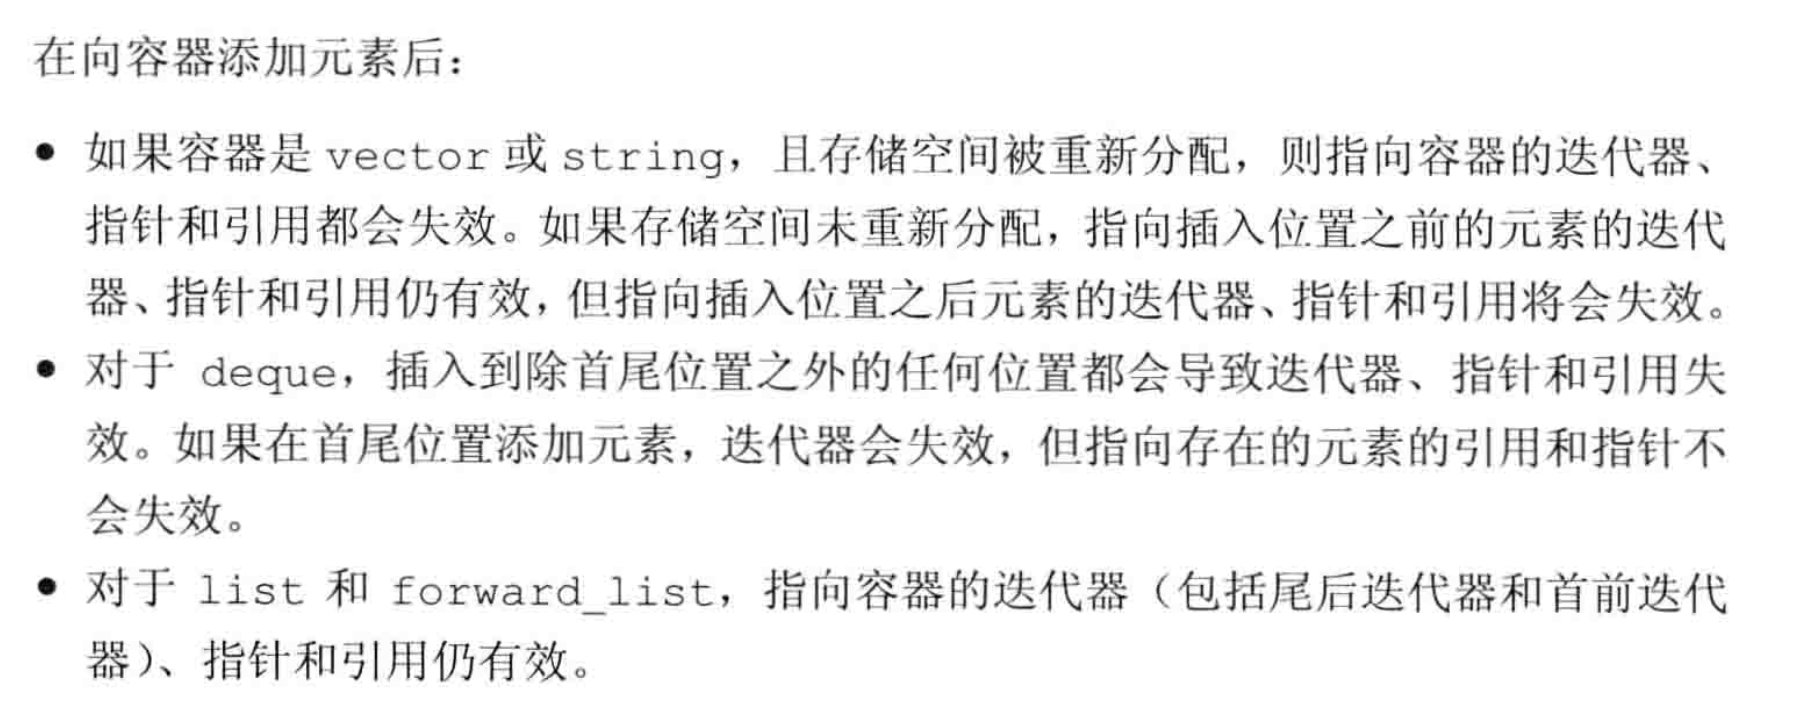 在向容器添加元素后：
● 如果容器是 vector 或 string，且存储空间被重新分配，则指向容器的迭代器、
指针和引用都会失效。如果存储空间未重新分配，指向插入位置之前的元素的迭代
器、指针和引用仍有效，但指向插入位置之后元素的迭代器、指针和引用将会失效。
● 对于 deque，插入到除首尾位置之外的任何位置都会导致迭代器、指针和引用失
效。如果在首尾位置添加元素，迭代器会失效，但指向存在的元素的引用和指针不
会失效。
● 对于 list 和 forward_list，指向容器的迭代器（包括尾后迭代器和首前迭代
器）、指针和引用仍有效。